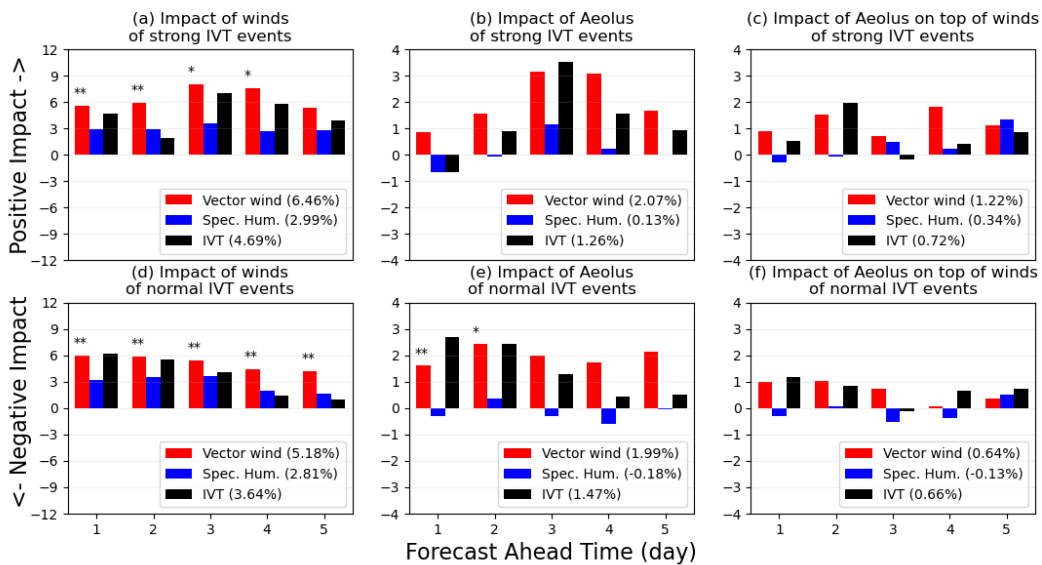 (a) Impact of winds
of strong IVT events
(b) Impact of Aeolus
of strong IVT events
(c) Impact of Aeolus on top of winds
of strong IVT events
Positive Impact ->
12
9
6
3
0
−3
−6
−9
−12
** ** * *
Vector wind (6.46%)
Spec. Hum. (2.99%)
IVT (4.69%)
4
3
2
1
0
−1
−2
−3
−4
Vector wind (2.07%)
Spec. Hum. (0.13%)
IVT (1.26%)
4
3
2
1
0
−1
−2
−3
−4
Vector wind (1.22%)
Spec. Hum. (0.34%)
IVT (0.72%)
(d) Impact of winds
of normal IVT events
(e) Impact of Aeolus
of normal IVT events
(f) Impact of Aeolus on top of winds
of normal IVT events
<- Negative Impact
12
9
6
3
0
−3
−6
−9
−12
** ** ** ** **
Vector wind (5.18%)
Spec. Hum. (2.81%)
IVT (3.64%)
1 2 3 4 5
4
3
2
1
0
−1
−2
−3
−4
** *
Vector wind (1.99%)
Spec. Hum. (-0.18%)
IVT (1.47%)
1 2 3 4 5
4
3
2
1
0
−1
−2
−3
−4
Vector wind (0.64%)
Spec. Hum. (-0.13%)
IVT (0.66%)
1 2 3 4 5
Forecast Ahead Time (day)